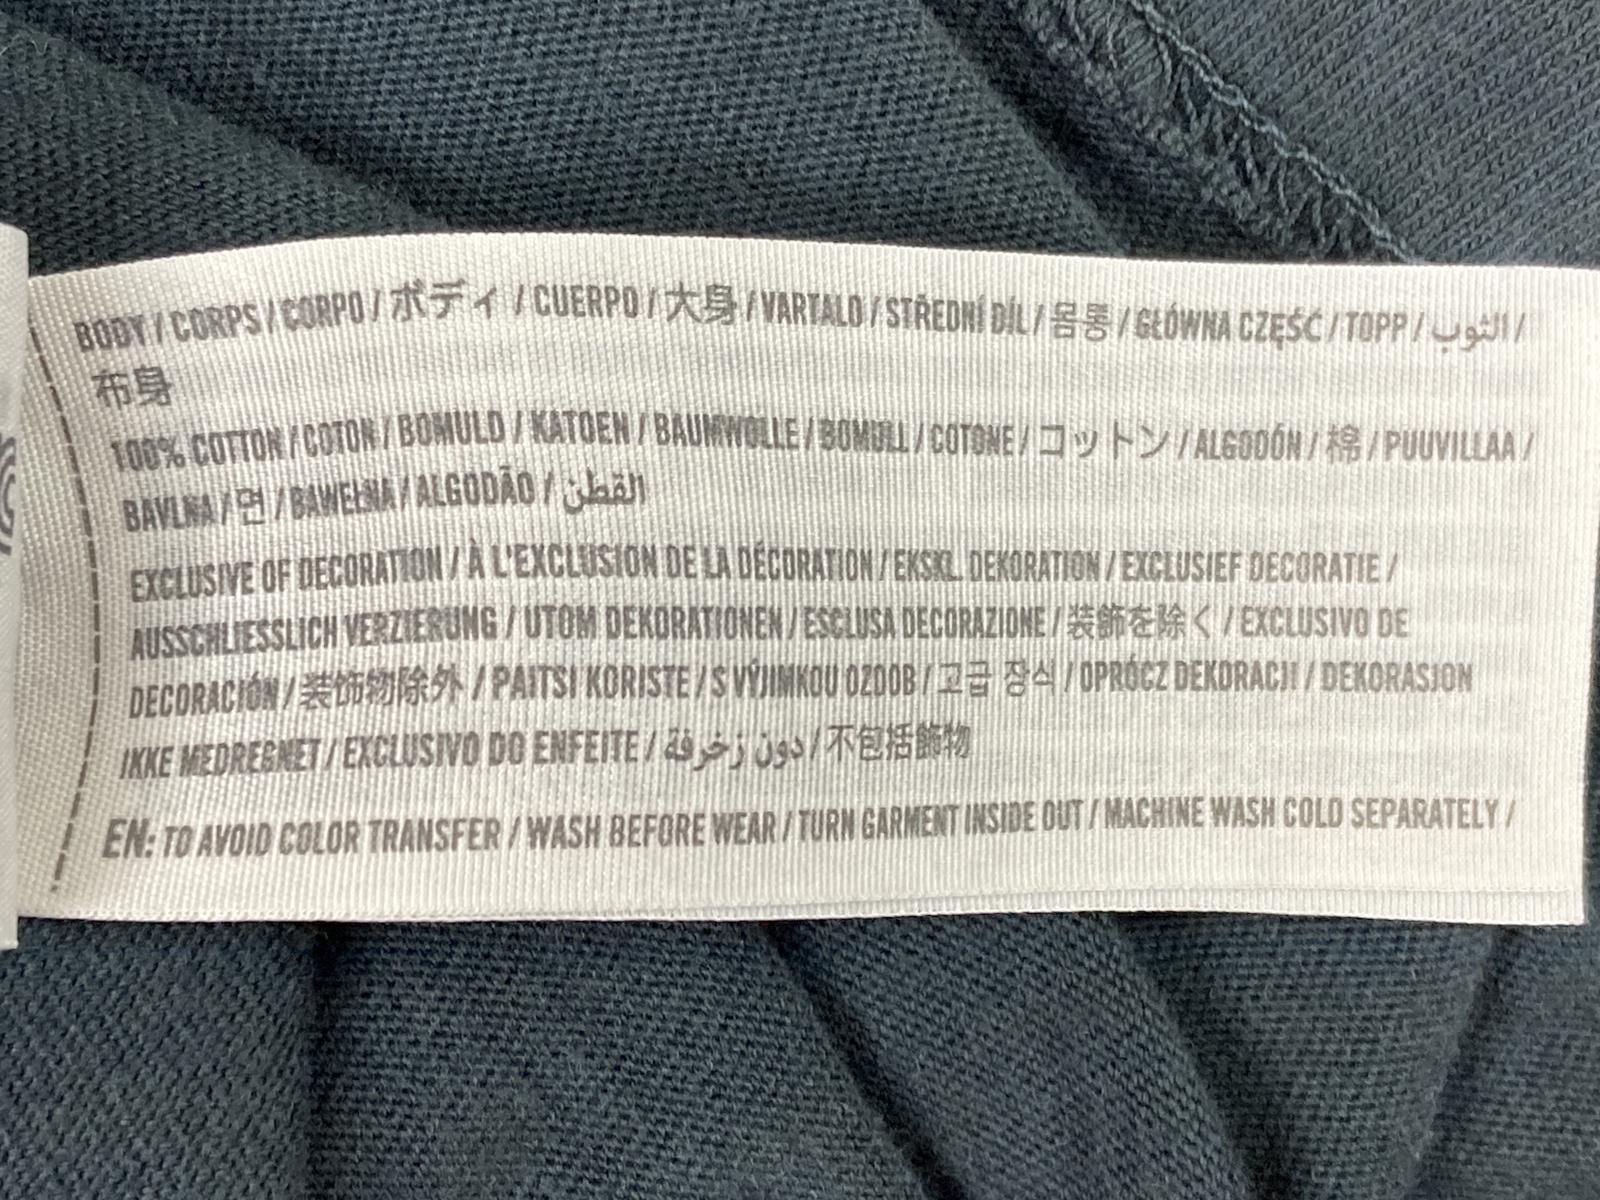 BODY / CORPS / CORPO / ボディ / CUERPO / 大身 / VARTALO / STŘEDNÍ DÍL / 몸통 / GŁÓWNA CZĘŚĆ / TOPP / الثوب /
布身
100% COTTON / COTON / BOMULD / KATOEN / BAUMWOLLE / BOMULL / COTONE / コットン / ALGODÓN / 棉 / PUUVILLAA /
BAVLNA / 면 / BAWEŁNA / ALGODÃO / القطن
EXCLUSIVE OF DECORATION / À L'EXCLUSION DE LA DÉCORATION / EKSKL. DEKORATION / EXCLUSIEF DECORATIE /
AUSSCHLIESSLICH VERZIERUNG / UTOM DEKORATIONEN / ESCLUSA DECORAZIONE / 装飾を除く / EXCLUSIVO DE
DECORACIÓN / 装饰物除外 / PAITSI KORISTE / S VÝJIMKOU OZDOB / 고급 장식 / OPRÓCZ DEKORACJI / DEKORASJON
IKKE MEDREGNET / EXCLUSIVO DO ENFEITE / دون زخرفة / 不包括飾物
EN: TO AVOID COLOR TRANSFER / WASH BEFORE WEAR / TURN GARMENT INSIDE OUT / MACHINE WASH COLD SEPARATELY /